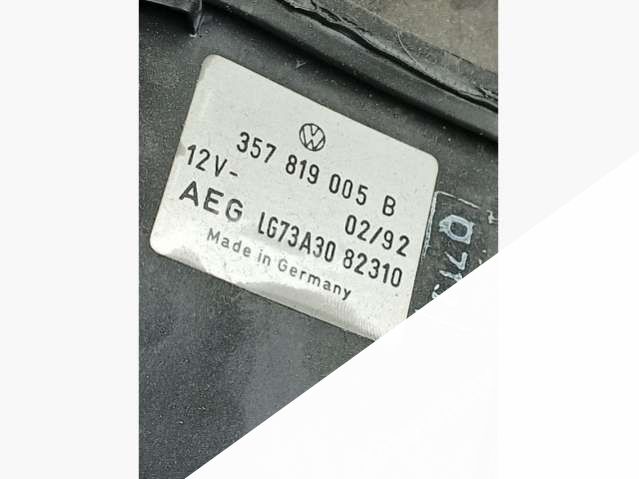 357 819 005 B
12V- 02/92
AEG LG73A30 82310
Made in Germany